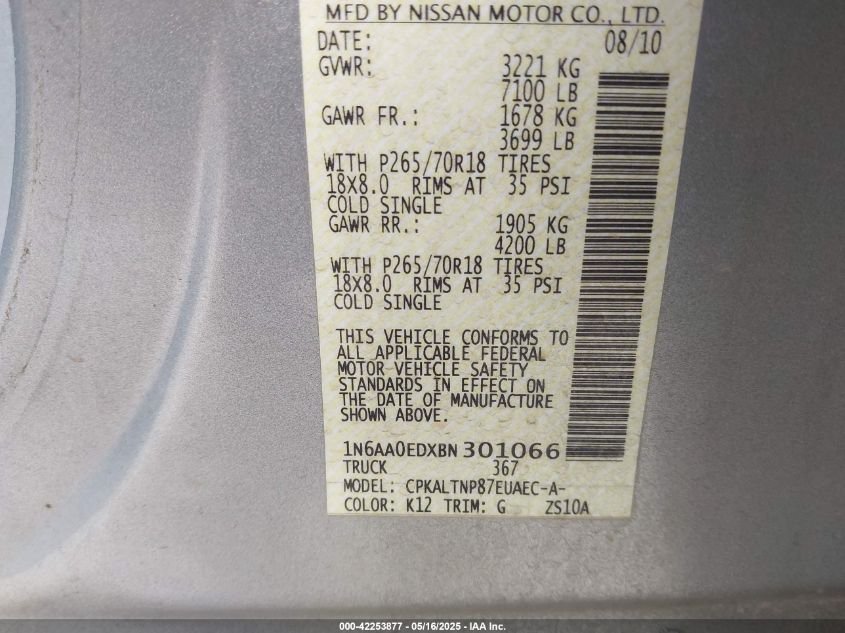 MFD BY NISSAN MOTOR CO., LTD.
DATE: 08/10
GVWR: 3221 KG
7100 LB
GAWR FR.: 1678 KG
3699 LB
WITH P265/70R18 TIRES
18X8.0 RIMS AT 35 PSI
COLD SINGLE
GAWR RR.: 1905 KG
4200 LB
WITH P265/70R18 TIRES
18X8.0 RIMS AT 35 PSI
COLD SINGLE
THIS VEHICLE CONFORMS TO
ALL APPLICABLE FEDERAL
MOTOR VEHICLE SAFETY
STANDARDS IN EFFECT ON
THE DATE OF MANUFACTURE
SHOWN ABOVE.
1N6AA0EDXBN301066
TRUCK 367
MODEL: CPKALTNP87EUAEC-A-
COLOR: K12 TRIM: G ZS10A
000-42253877 - 05/16/2025 - IAA Inc.